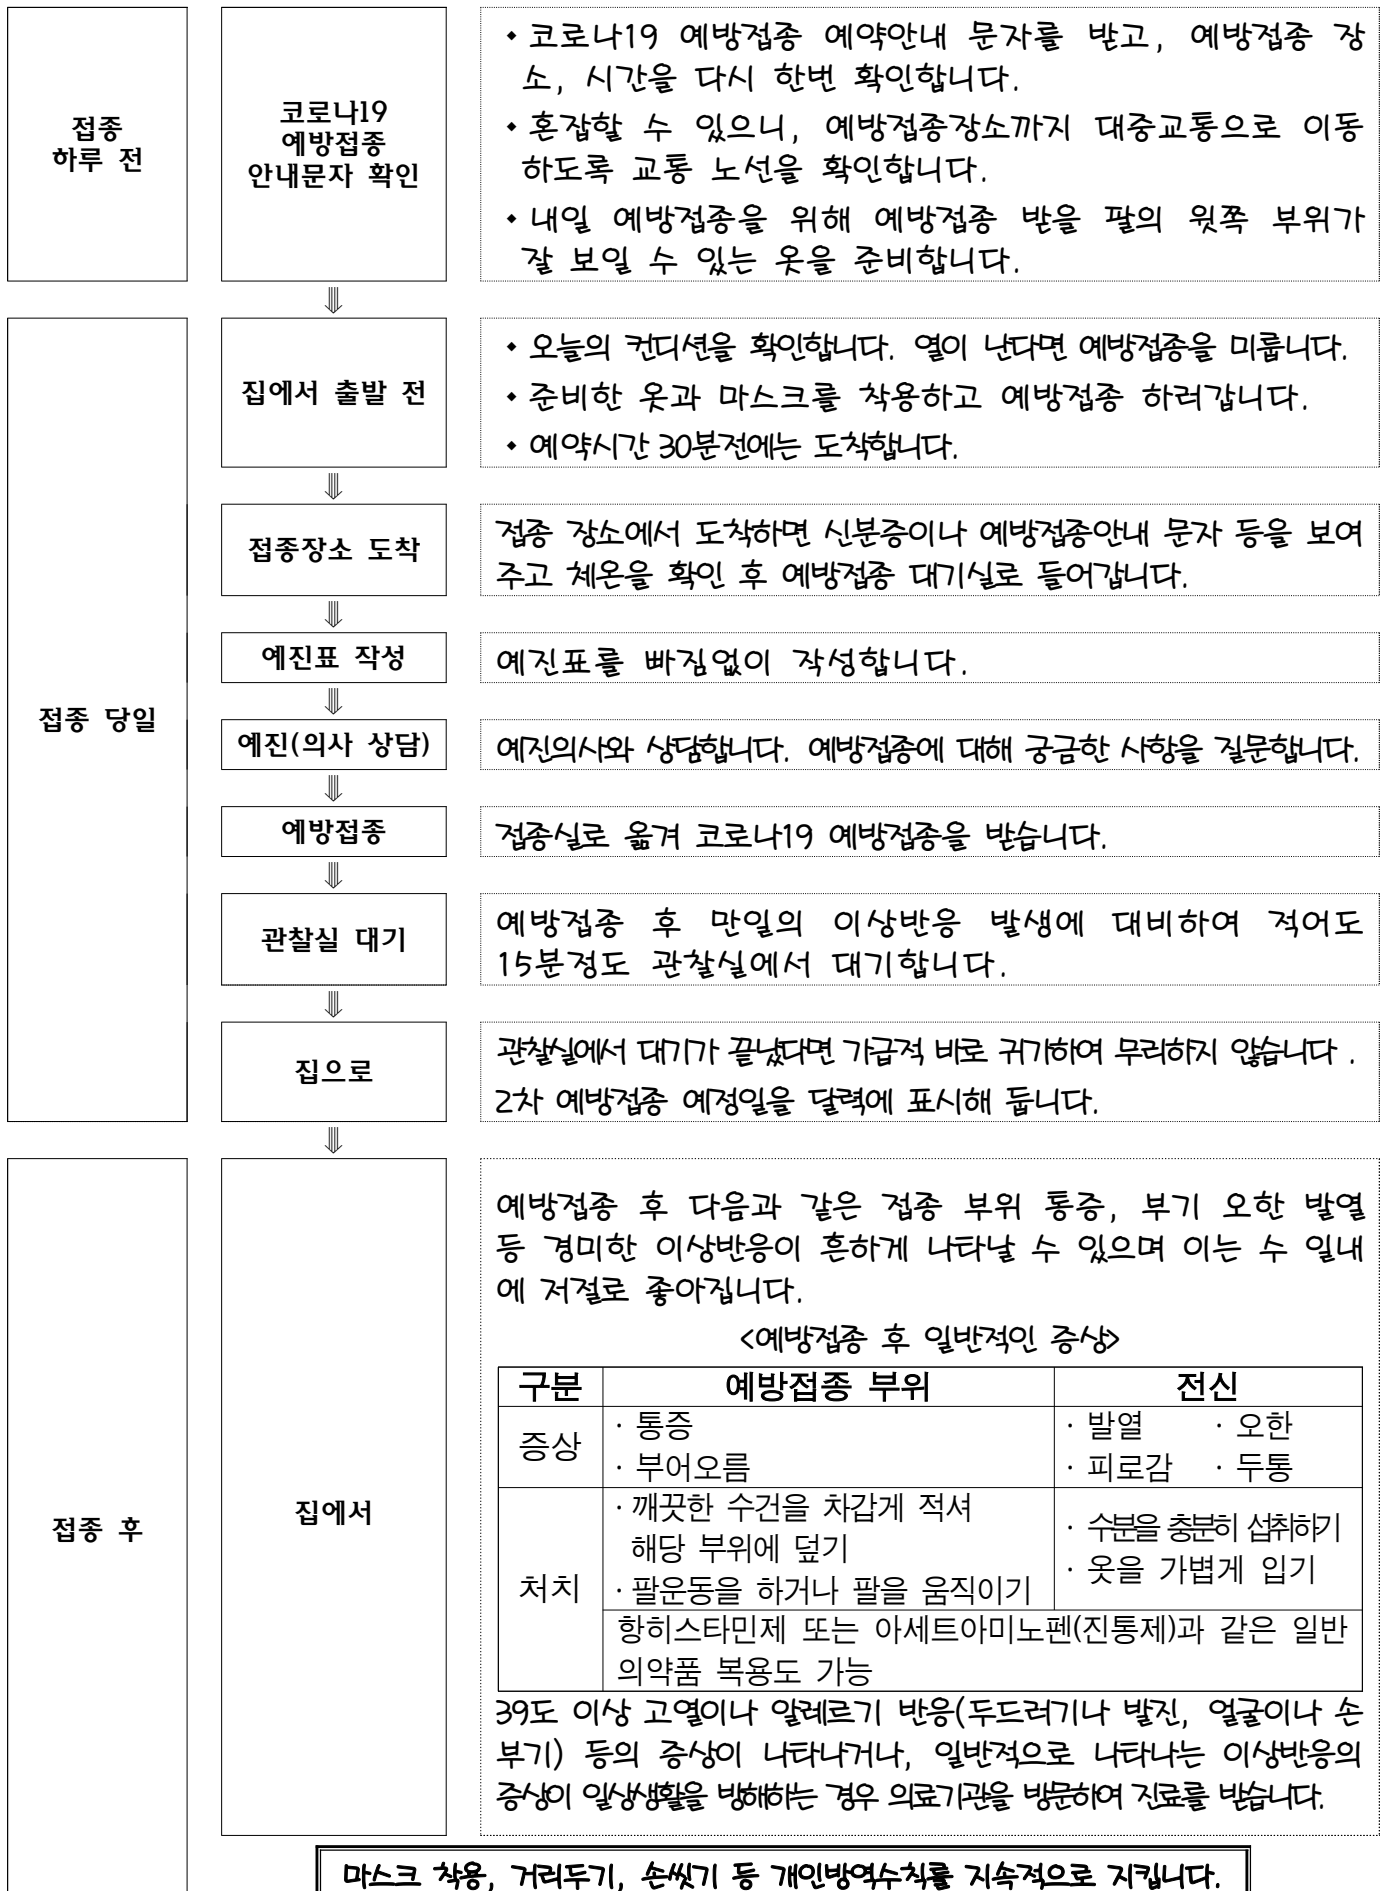 접종
하루 전
코로나19
예방접종
안내문자 확인
⬩코로나19 예방접종 예약안내 문자를 받고, 예방접종 장
소, 시간을 다시 한번 확인합니다.
⬩혼잡할 수 있으니, 예방접종장소까지 대중교통으로 이동
하도록 교통 노선을 확인합니다.
⬩내일 예방접종을 위해 예방접종 받을 팔의 윗쪽 부위가
잘 보일 수 있는 옷을 준비합니다.
⇓
접종 당일
집에서 출발 전
⬩오늘의 컨디션을 확인합니다. 열이 난다면 예방접종을 미룹니다.
⬩준비한 옷과 마스크를 착용하고 예방접종 하러갑니다.
⬩예약시간 30분전에는 도착합니다.
⇓
접종장소 도착
접종 장소에서 도착하면 신분증이나 예방접종안내 문자 등을 보여
주고 체온을 확인 후 예방접종 대기실로 들어갑니다.
⇓
예진표 작성
예진표를 빠짐없이 작성합니다.
⇓
예진(의사 상담)
예진의사와 상담합니다. 예방접종에 대해 궁금한 사항을 질문합니다.
⇓
예방접종
접종실로 옮겨 코로나19 예방접종을 받습니다.
⇓
관찰실 대기
예방접종 후 만일의 이상반응 발생에 대비하여 적어도
15분정도 관찰실에서 대기합니다.
⇓
집으로
관찰실에서 대기가 끝났다면 가급적 바로 귀가하여 무리하지 않습니다 .
2차 예방접종 예정일을 달력에 표시해 둡니다.
⇓
접종 후
집에서
예방접종 후 다음과 같은 접종 부위 통증, 부기 오한 발열
등 경미한 이상반응이 흔하게 나타날 수 있으며 이는 수 일내
에 저절로 좋아집니다.
<예방접종 후 일반적인 증상>
구분 예방접종 부위 전신
증상
· 통증
· 부어오름
· 발열 · 오한
· 피로감 · 두통
처치
· 깨끗한 수건을 차갑게 적셔
해당 부위에 덮기
· 팔운동을 하거나 팔을 움직이기
· 수분을 충분히 섭취하기
· 옷을 가볍게 입기
항히스타민제 또는 아세트아미노펜(진통제)과 같은 일반
의약품 복용도 가능
39도 이상 고열이나 알레르기 반응(두드러기나 발진, 얼굴이나 손
부기) 등의 증상이 나타나거나, 일반적으로 나타나는 이상반응의
증상이 일상생활을 방해하는 경우 의료기관을 방문하여 진료를 받습니다.
마스크 착용, 거리두기, 손씻기 등 개인방역수칙를 지속적으로 지킵니다.